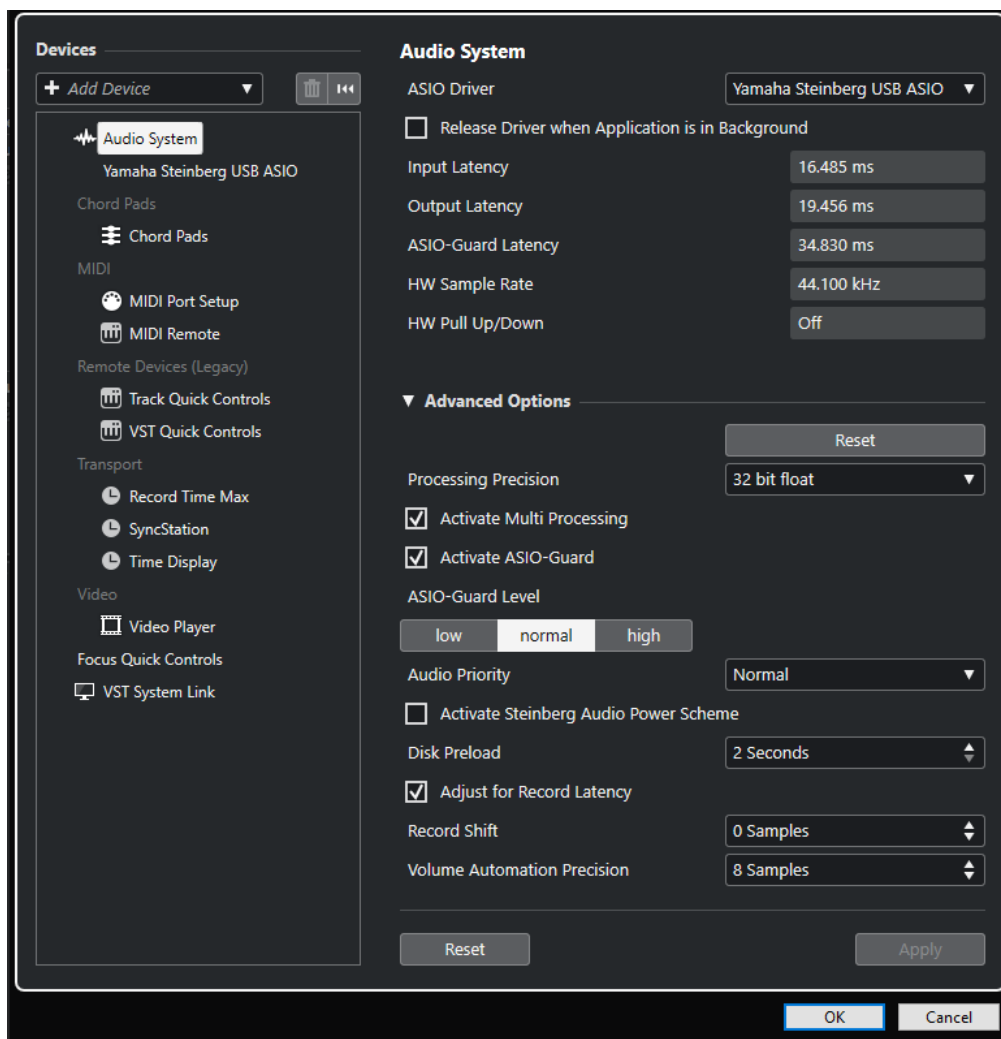 Devices
Add Device
Audio System
Yamaha Steinberg USB ASIO
Chord Pads
Chord Pads
MIDI
MIDI Port Setup
MIDI Remote
Remote Devices (Legacy)
Track Quick Controls
VST Quick Controls
Transport
Record Time Max
SyncStation
Time Display
Video
Video Player
Focus Quick Controls
VST System Link
Audio System
ASIO Driver Yamaha Steinberg USB ASIO
Release Driver when Application is in Background
Input Latency 16.485 ms
Output Latency 19.456 ms
ASIO-Guard Latency 34.830 ms
HW Sample Rate 44.100 kHz
HW Pull Up/Down Off
Advanced Options
Reset
Processing Precision 32 bit float
Activate Multi Processing
Activate ASIO-Guard
ASIO-Guard Level
low normal high
Audio Priority Normal
Activate Steinberg Audio Power Scheme
Disk Preload 2 Seconds
Adjust for Record Latency
Record Shift 0 Samples
Volume Automation Precision 8 Samples
Reset Apply
OK Cancel